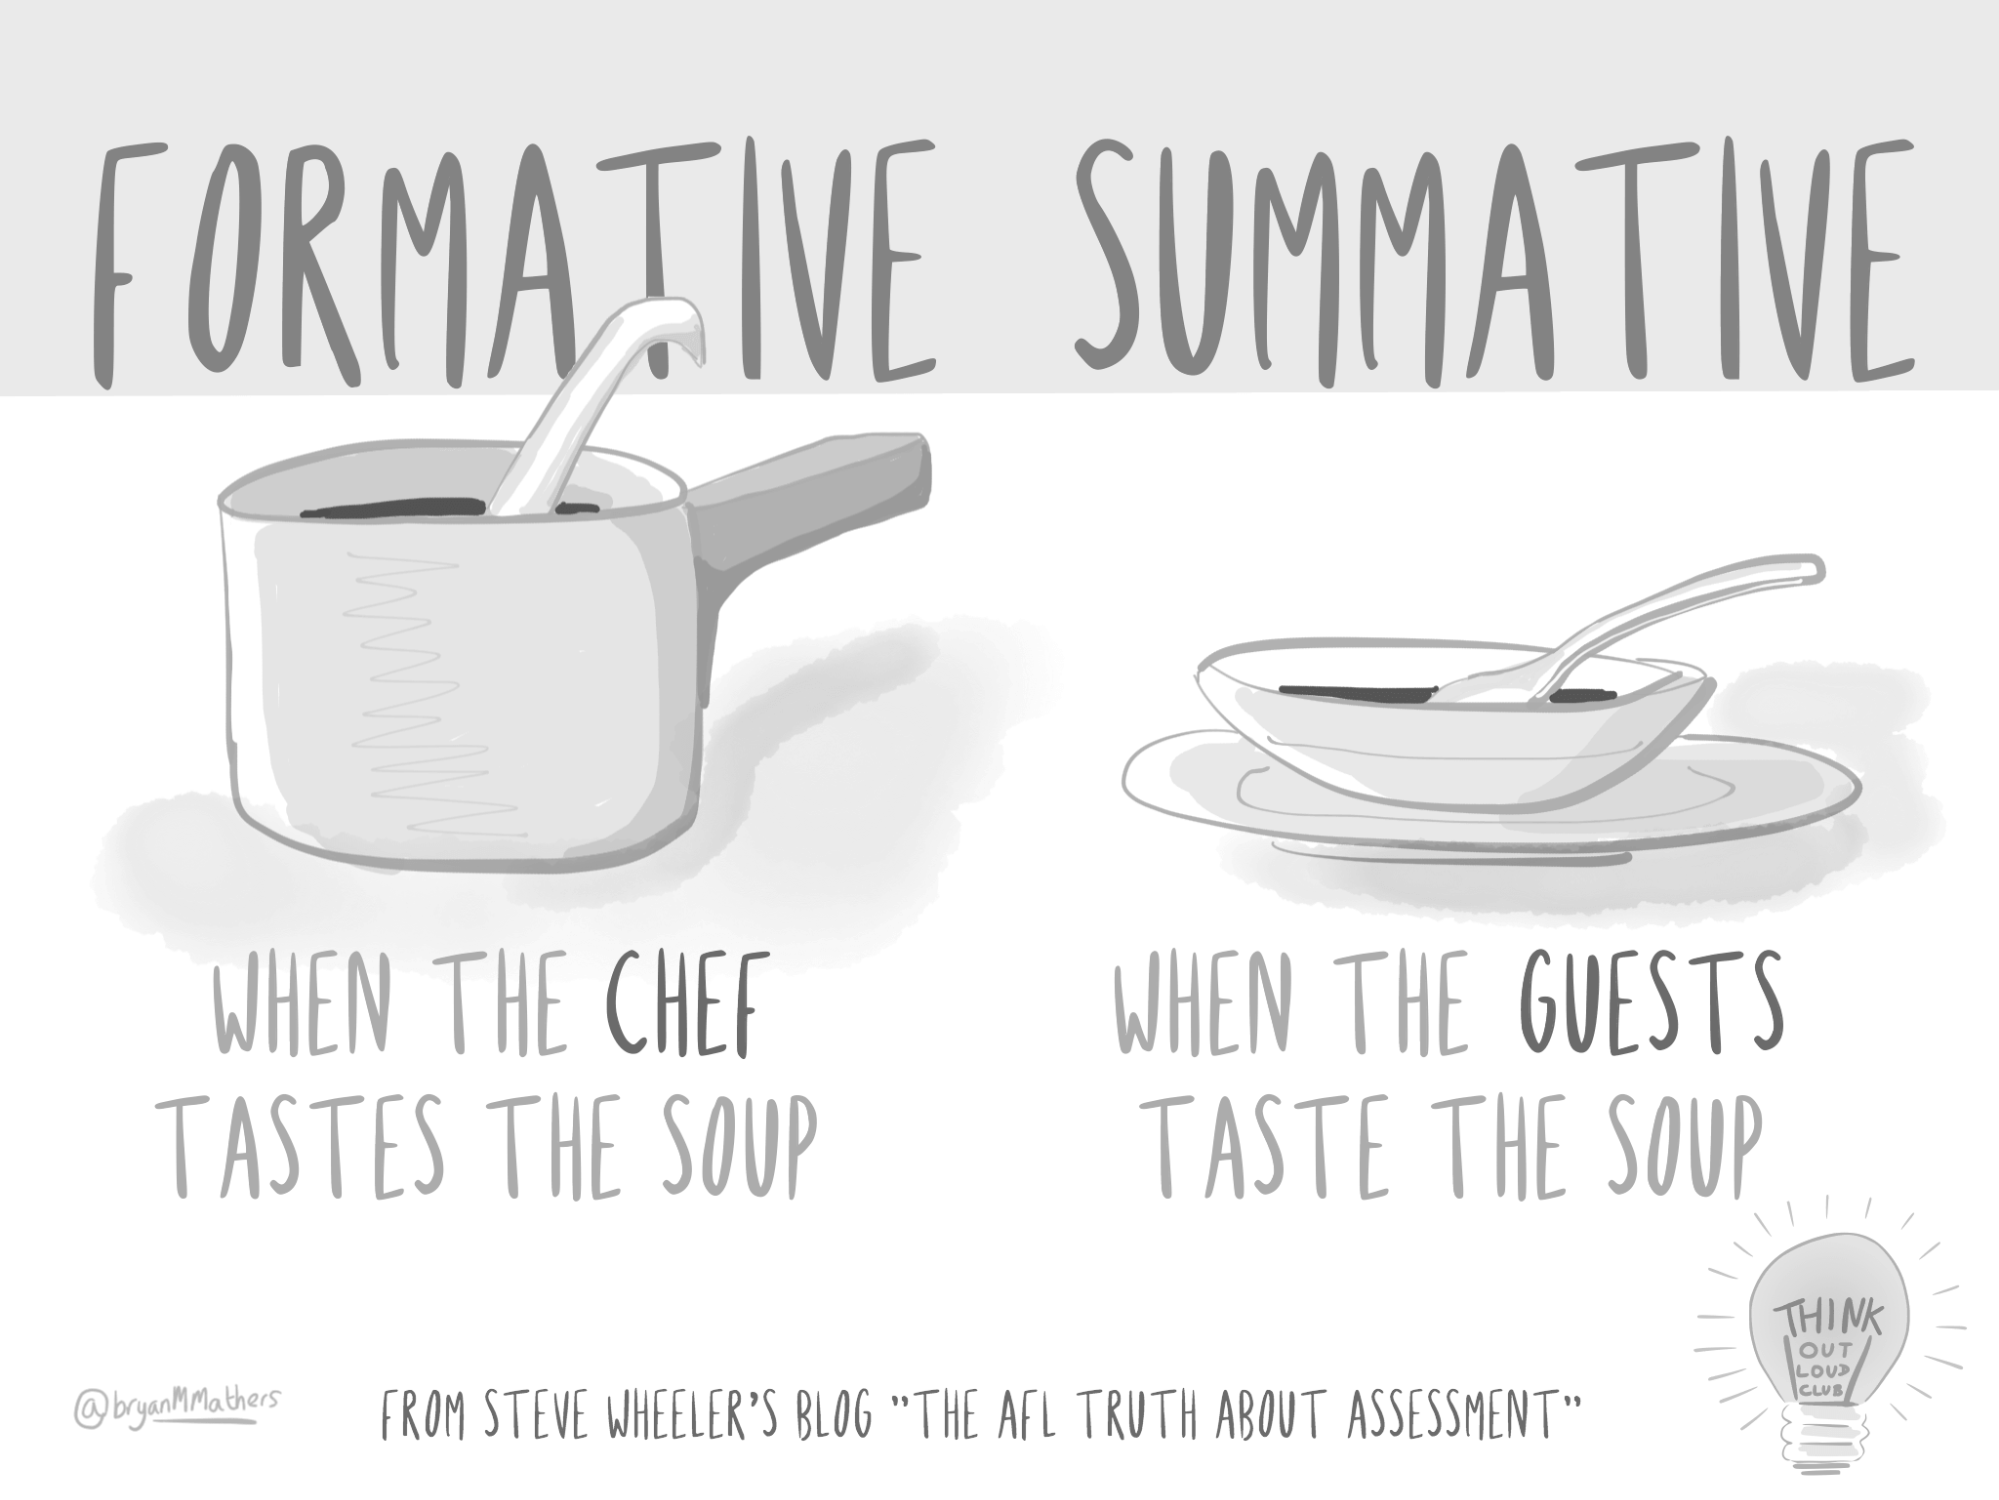 FORMATIVE
WHEN THE CHEF
TASTES THE SOUP
SUMMATIVE
WHEN THE GUESTS
TASTE THE SOUP
@bryanMMathers
FROM STEVE WHEELER'S BLOG "THE AFL TRUTH ABOUT ASSESSMENT"
THINK
OUT
LOUD
CLUB